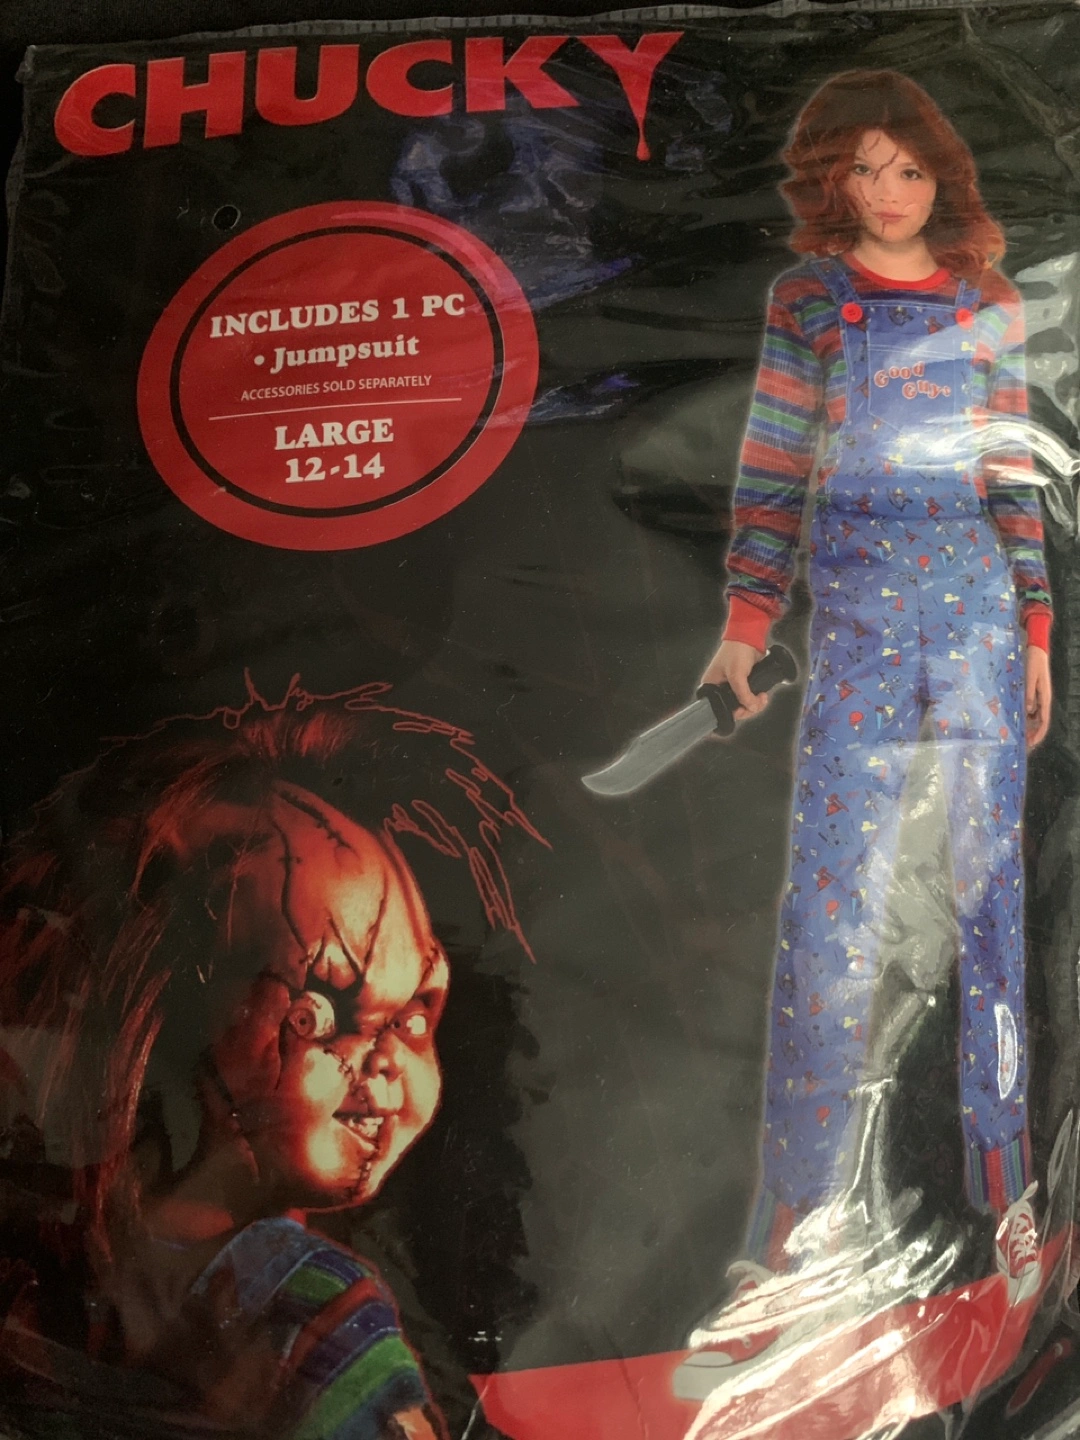 CHUCKY
INCLUDES 1 PC
• Jumpsuit
ACCESSORIES SOLD SEPARATELY
LARGE
12-14
Good
Guys